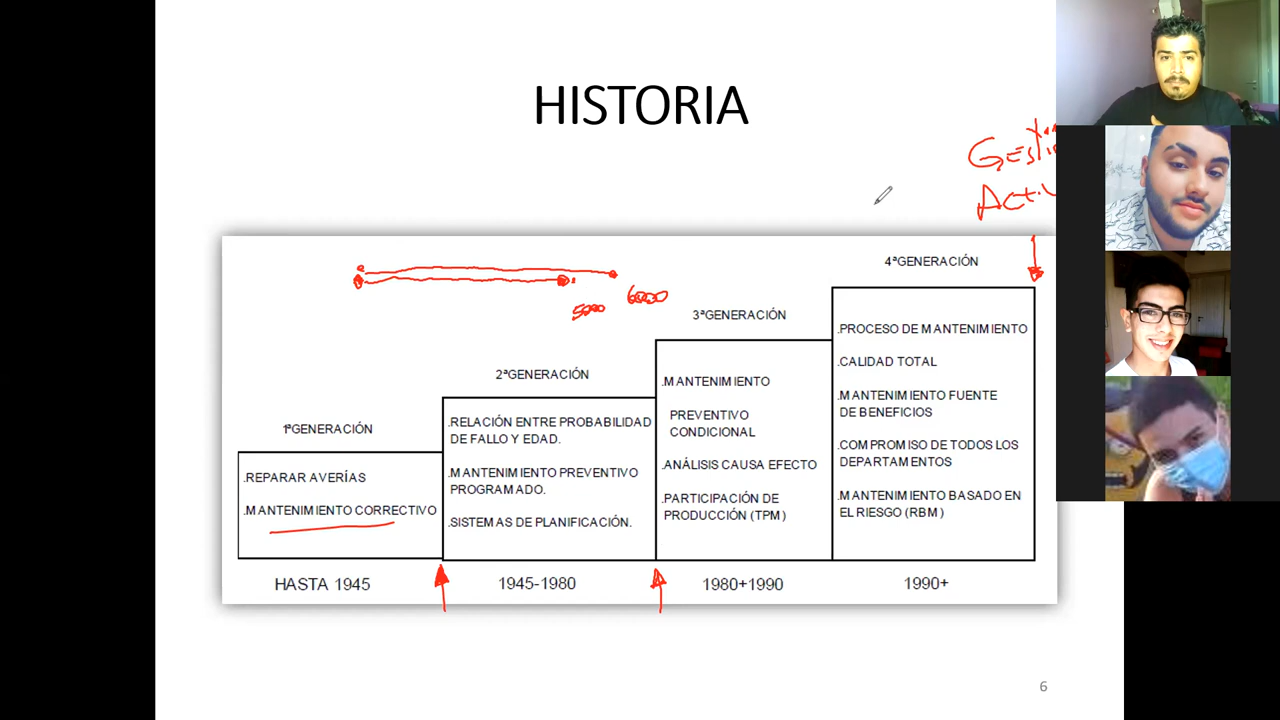 HISTORIA
5000
6000
1ªGENERACIÓN
.REPARAR AVERÍAS
.MANTENIMIENTO CORRECTIVO
HASTA 1945
2ªGENERACIÓN
.RELACIÓN ENTRE PROBABILIDAD
DE FALLO Y EDAD.
.MANTENIMIENTO PREVENTIVO
PROGRAMADO.
.SISTEMAS DE PLANIFICACIÓN.
1945-1980
3ªGENERACIÓN
.MANTENIMIENTO
PREVENTIVO
CONDICIONAL
.ANÁLISIS CAUSA EFECTO
.PARTICIPACIÓN DE
PRODUCCIÓN (TPM)
1980+1990
4ªGENERACIÓN
.PROCESO DE MANTENIMIENTO
.CALIDAD TOTAL
.MANTENIMIENTO FUENTE
DE BENEFICIOS
.COMPROMISO DE TODOS LOS
DEPARTAMENTOS
.MANTENIMIENTO BASADO EN
EL RIESGO (RBM)
1990+
6